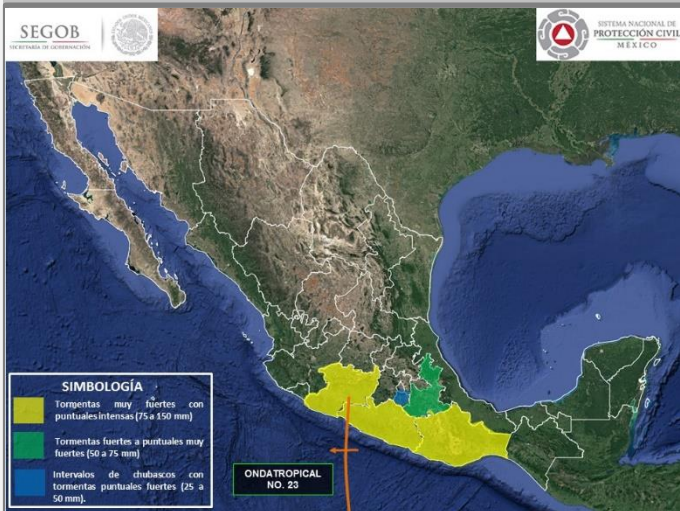 SEGOB
SECRETARÍA DE GOBERNACIÓN
SISTEMA NACIONAL DE
PROTECCIÓN CIVIL
MÉXICO
SIMBOLOGÍA
Tormentas muy fuertes con
puntuales intensas (75 a 150 mm)
Tormentas fuertes a puntuales muy
fuertes (50 a 75 mm)
Intervalos de chubascos con
tormentas puntuales fuertes (25 a
50 mm).
ONDATROPICAL
NO. 23